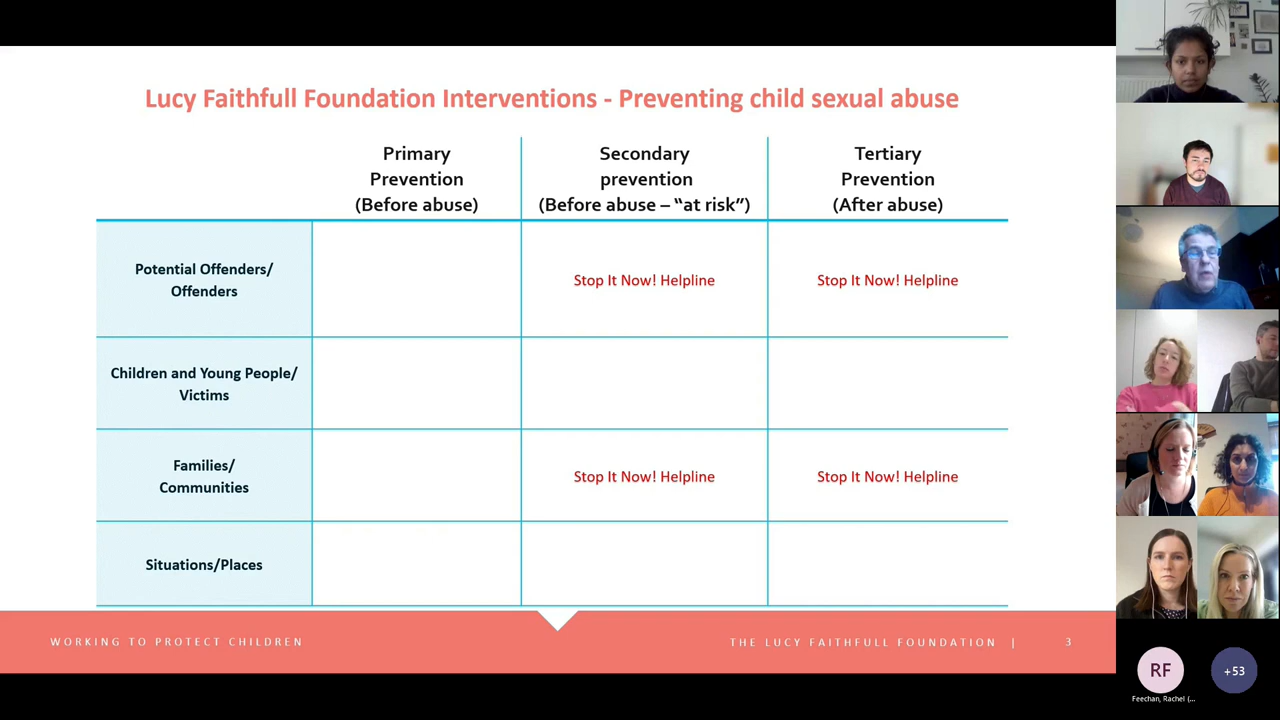 Lucy Faithfull Foundation Interventions - Preventing child sexual abuse
Primary
Prevention
(Before abuse)
Secondary
prevention
(Before abuse – “at risk”)
Tertiary
Prevention
(After abuse)
Potential Offenders/
Offenders
Stop It Now! Helpline
Stop It Now! Helpline
Children and Young People/
Victims
Families/
Communities
Stop It Now! Helpline
Stop It Now! Helpline
Situations/Places
WORKING TO PROTECT CHILDREN
THE LUCY FAITHFULL FOUNDATION |
3
RF
+53
Feechan, Rachel (...